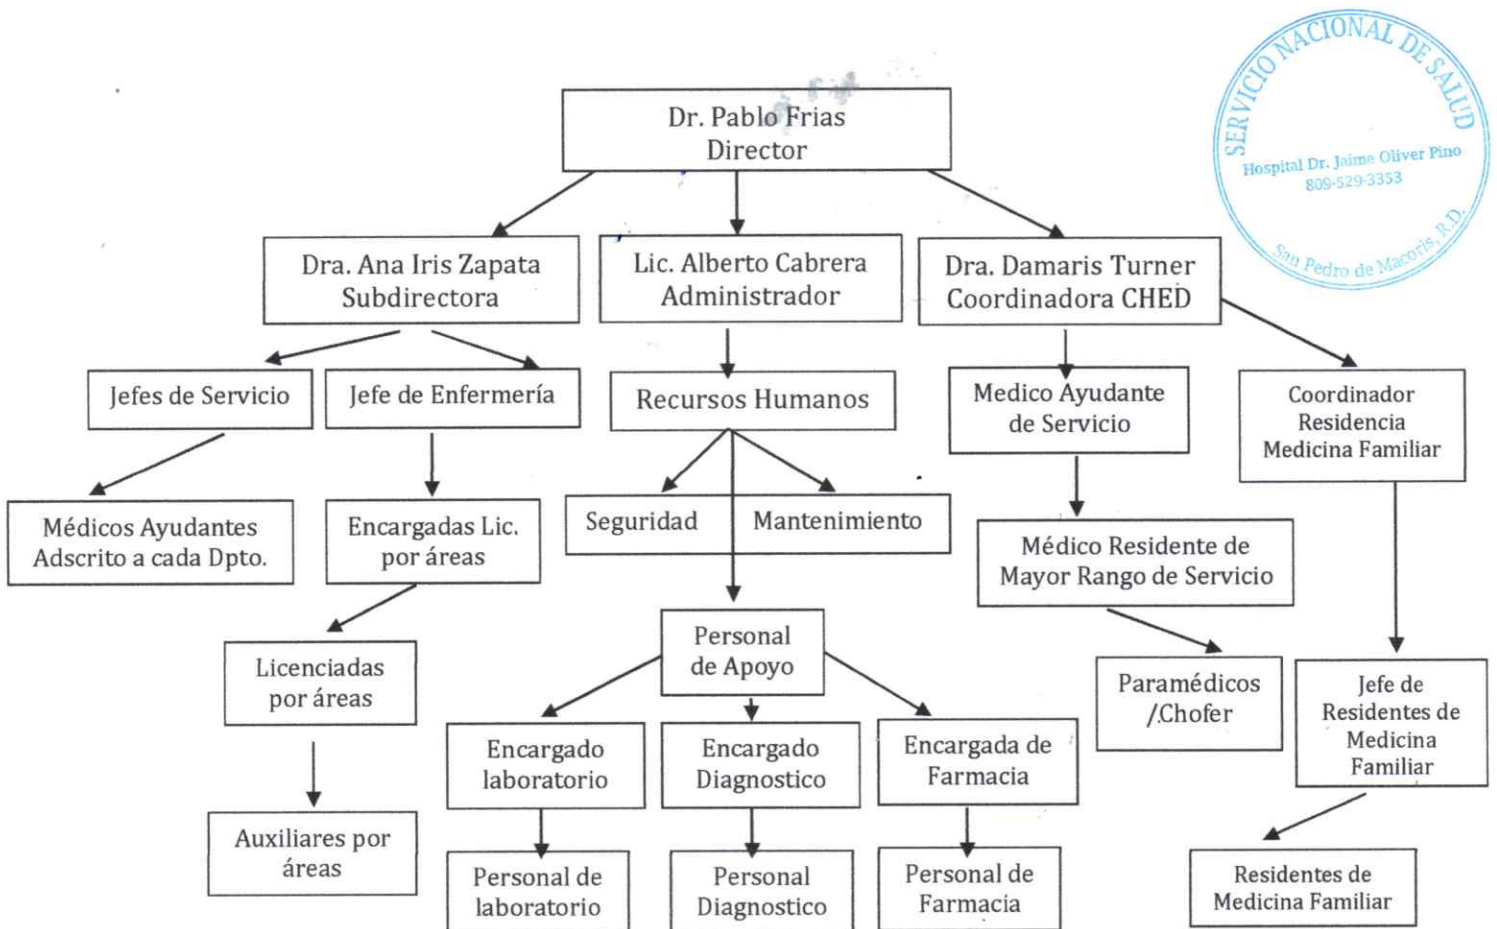 SERVICIO NACIONAL DE SALUD
Hospital Dr. Jaime Oliver Pino
809-529-3353
San Pedro de Macorís, R.D.
Dr. Pablo Frias
Director
Dra. Ana Iris Zapata
Subdirectora
Lic. Alberto Cabrera
Administrador
Dra. Damaris Turner
Coordinadora CHED
Jefes de Servicio
Jefe de Enfermería
Recursos Humanos
Medico Ayudante
de Servicio
Coordinador
Residencia
Medicina Familiar
Médicos Ayudantes
Adscrito a cada Dpto.
Encargadas Lic.
por áreas
Seguridad
Mantenimiento
Médico Residente de
Mayor Rango de Servicio
Licenciadas
por áreas
Personal
de Apoyo
Paramédicos
/.Chofer
Jefe de
Residentes de
Medicina
Familiar
Encargado
laboratorio
Encargado
Diagnostico
Encargada de
Farmacia
Auxiliares por
áreas
Personal de
laboratorio
Personal
Diagnostico
Personal de
Farmacia
Residentes de
Medicina Familiar